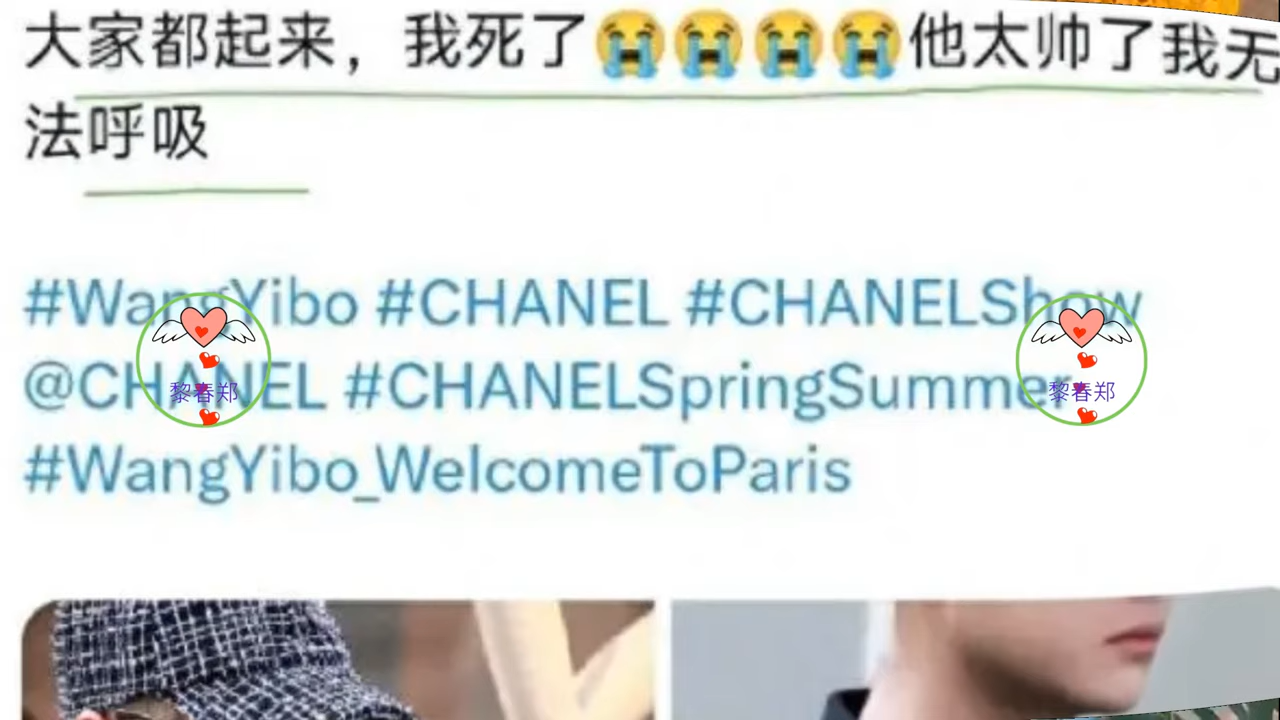 大家都起来，我死了😭😭😭😭他太帅了我无
法呼吸
#WangYibo #CHANEL #CHANELShow
@CHANEL #CHANELSpringSummer
#WangYibo_WelcomeToParis
黎春郑
黎春郑